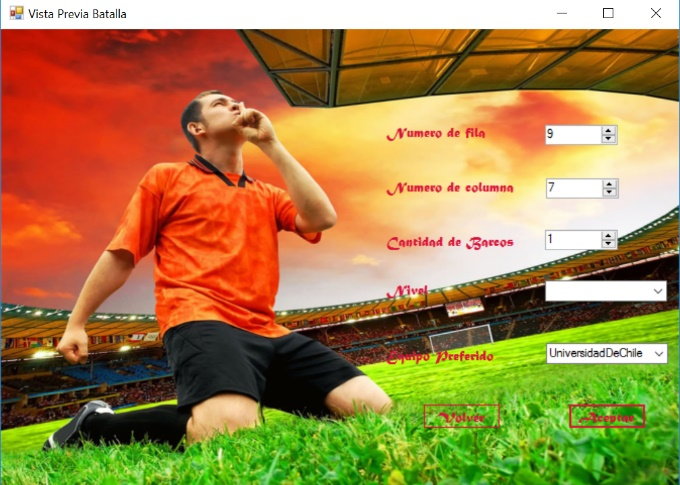 Vista Previa Batalla
Numero de fila
9
Numero de columna
7
Cantidad de Barcos
1
Nivel
Equipo Preferido
UniversidadDeChile
Volver
Aceptar